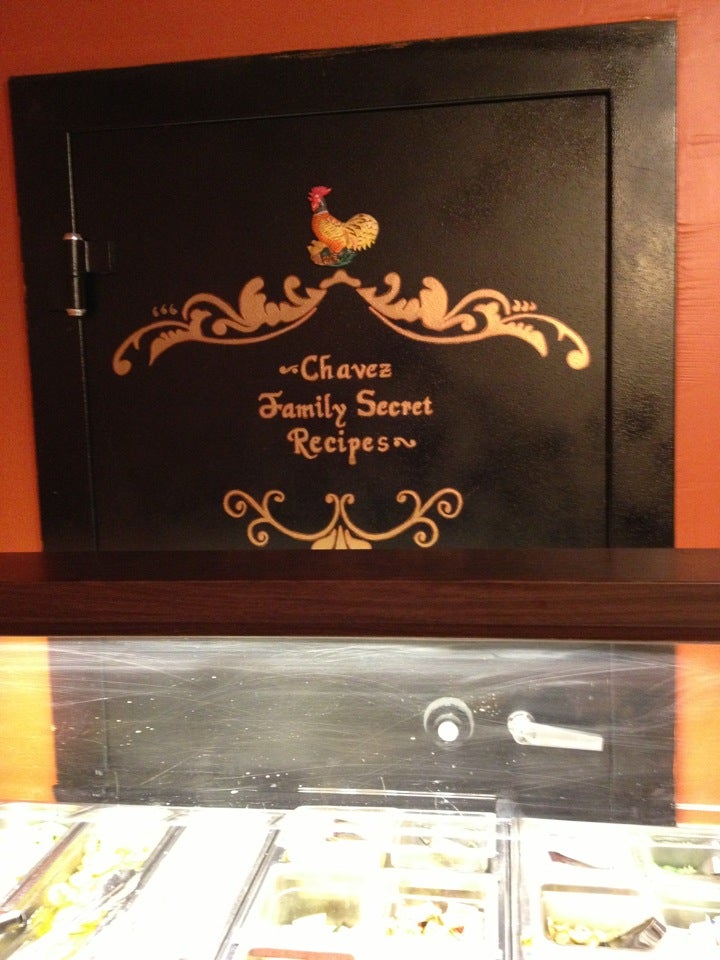 ~Chavez
Family Secret
Recipes~